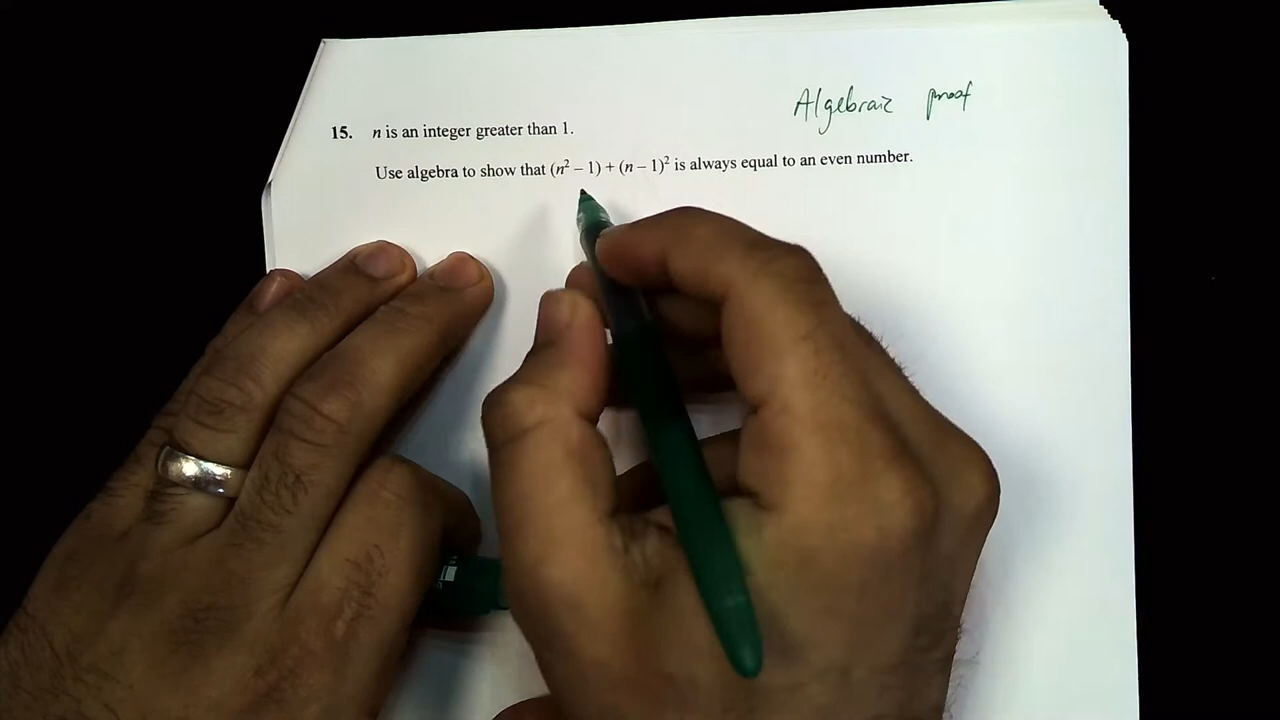 Algebraic proof
15. n is an integer greater than 1.
Use algebra to show that (n² – 1) + (n – 1)² is always equal to an even number.